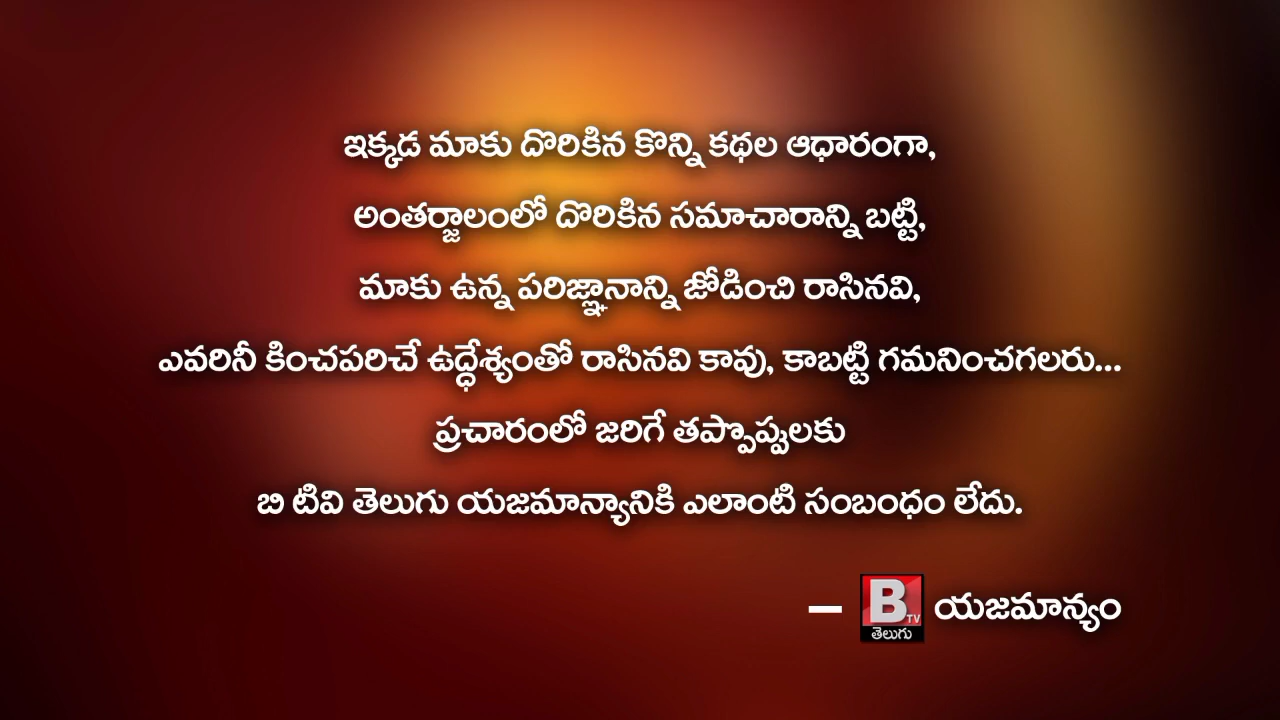 ఇక్కడ మాకు దొరికిన కొన్ని కథల ఆధారంగా,
అంతర్జాలంలో దొరికిన సమాచారాన్ని బట్టి,
మాకు ఉన్న పరిజ్ఞానాన్ని జోడించి రాసినవి,
ఎవరినీ కించపరిచే ఉద్ధేశ్యంతో రాసినవి కావు, కాబట్టి గమనించగలరు...
ప్రచారంలో జరిగే తప్పొప్పులకు
బి టివి తెలుగు యజమాన్యానికి ఎలాంటి సంబంధం లేదు.
– B TV తెలుగు యజమాన్యం